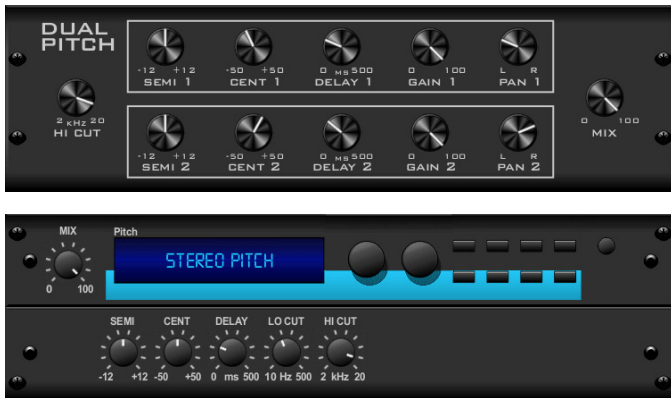 DUAL
PITCH
-12 +12
SEMI 1
-50 +50
CENT 1
0 MS 500
DELAY 1
0 100
GAIN 1
L R
PAN 1
2 kHz 20
HI CUT
0 100
MIX
-12 +12
SEMI 2
-50 +50
CENT 2
0 MS 500
DELAY 2
0 100
GAIN 2
L R
PAN 2
MIX
0 100
Pitch
STEREO PITCH
SEMI CENT DELAY LO CUT HI CUT
-12 +12 -50 +50 0 ms 500 10 Hz 500 2 kHz 20